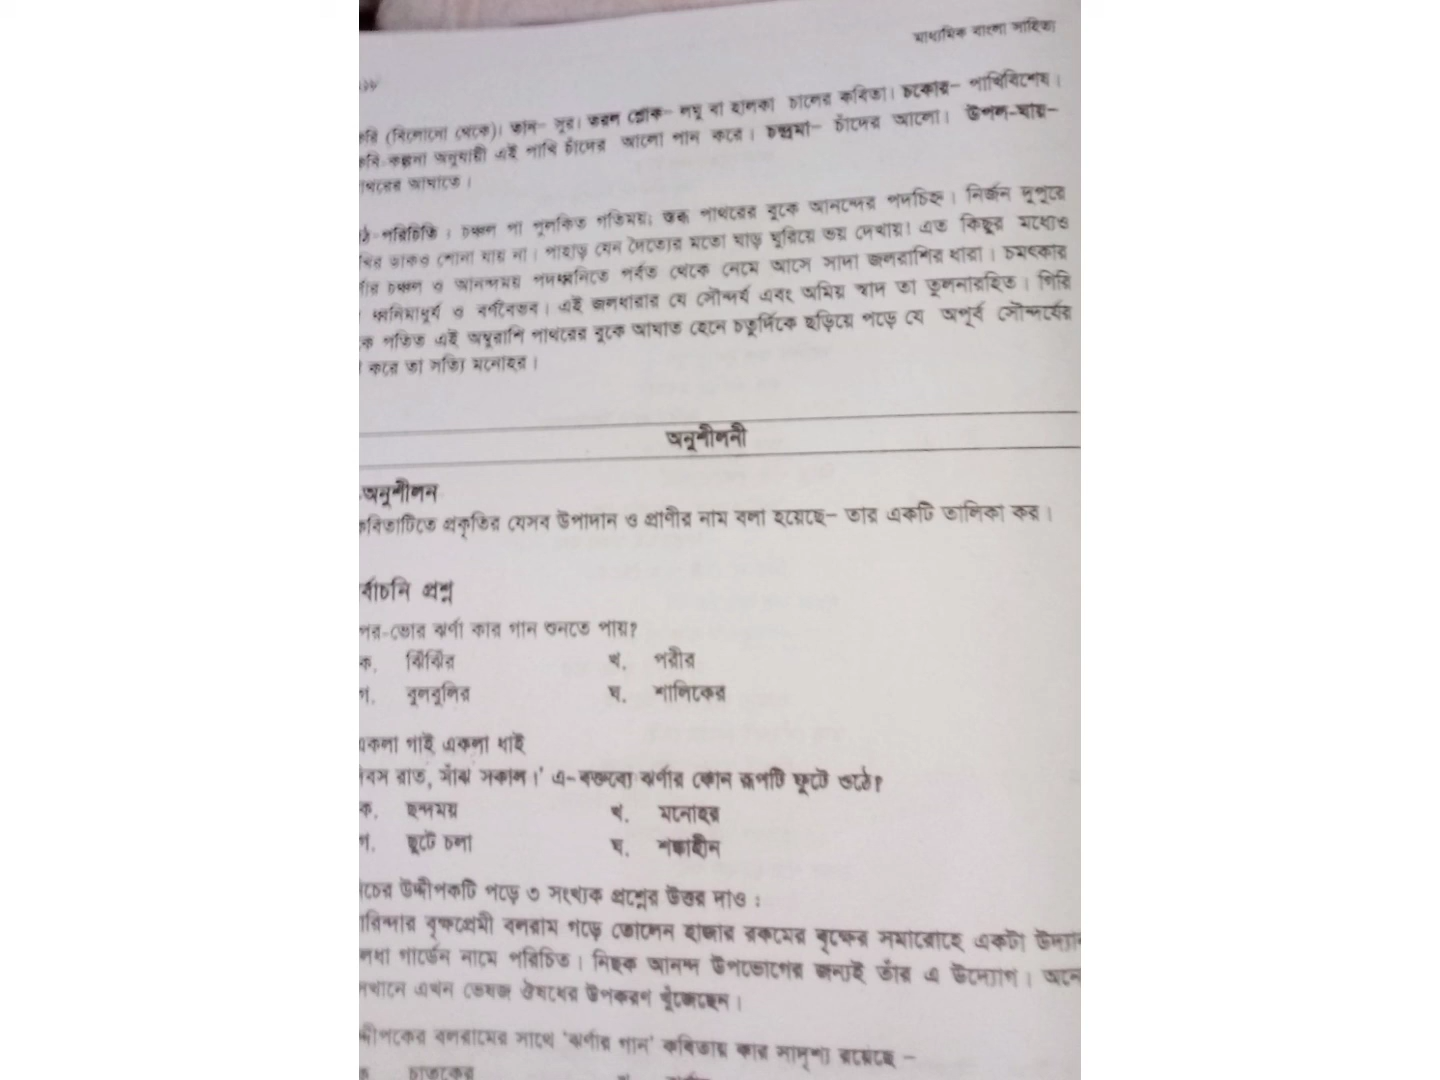 মাধ্যমিক বাংলা সাহিত্য
(বিলোনো থেকে)। তান– সুর। তরল শ্লোক– লঘু বা হালকা চালের কবিতা। চকোর– পাখিবিশেষ।
কবি-কল্পনা অনুযায়ী এই পাখি চাঁদের আলো পান করে। চন্দ্রমা– চাঁদের আলো। উপল-ঘায়–
পাথরের আঘাতে।
পরিচিতি। চঞ্চল পা পুলকিত গতিময়; স্তব্ধ পাথরের বুকে আনন্দের পদচিহ্ন। নির্জন দুপুরে
ডাকও শোনা যায় না। পাহাড় যেন দৈত্যের মতো ঘাড় ঘুরিয়ে ভয় দেখায়। এত কিছুর মধ্যেও
চঞ্চল ও আনন্দময় পদধ্বনিতে পর্বত থেকে নেমে আসে সাদা জলরাশির ধারা। চমৎকার
ধ্বনিমাধুর্য ও বর্ণবৈভব। এই জলধারার যে সৌন্দর্য এবং অমিয় স্বাদ তা তুলনারহিত। গিরি
পতিত এই অম্বুরাশি পাথরের বুকে আঘাত হেনে চতুর্দিকে ছড়িয়ে পড়ে যে অপূর্ব সৌন্দর্যের
করে তা সত্যি মনোহর।
অনুশীলনী
অনুশীলন
কবিতাটিতে প্রকৃতির যেসব উপাদান ও প্রাণীর নাম বলা হয়েছে– তার একটি তালিকা কর।
র্বাচনি প্রশ্ন
পর-ভোর ঝর্ণা কার গান শুনতে পায়?
ক. ঝিঁঝির খ. পরীর
গ. বুলবুলির ঘ. শালিকের
একলা গাই একলা ধাই
দিবস রাত, সাঁঝ সকাল।' এ-বক্তব্যে ঝর্ণার কোন রূপটি ফুটে ওঠে?
ক. ছন্দময় খ. মনোহর
গ. ছুটে চলা ঘ. শঙ্কাহীন
নিচের উদ্দীপকটি পড়ে ৩ সংখ্যক প্রশ্নের উত্তর দাও :
বৃক্ষপ্রেমী বলরাম গড়ে তোলেন হাজার রকমের বৃক্ষের সমারোহে একটা উদ্যান
গার্ডেন নামে পরিচিত। নিছক আনন্দ উপভোগের জন্যই তাঁর এ উদ্যোগ। অনে
এখন ভেষজ ঔষধের উপকরণ খুঁজেছেন।
উদ্দীপকের বলরামের সাথে 'ঝর্ণার গান' কবিতায় কার সাদৃশ্য রয়েছে –
ক চাতকের